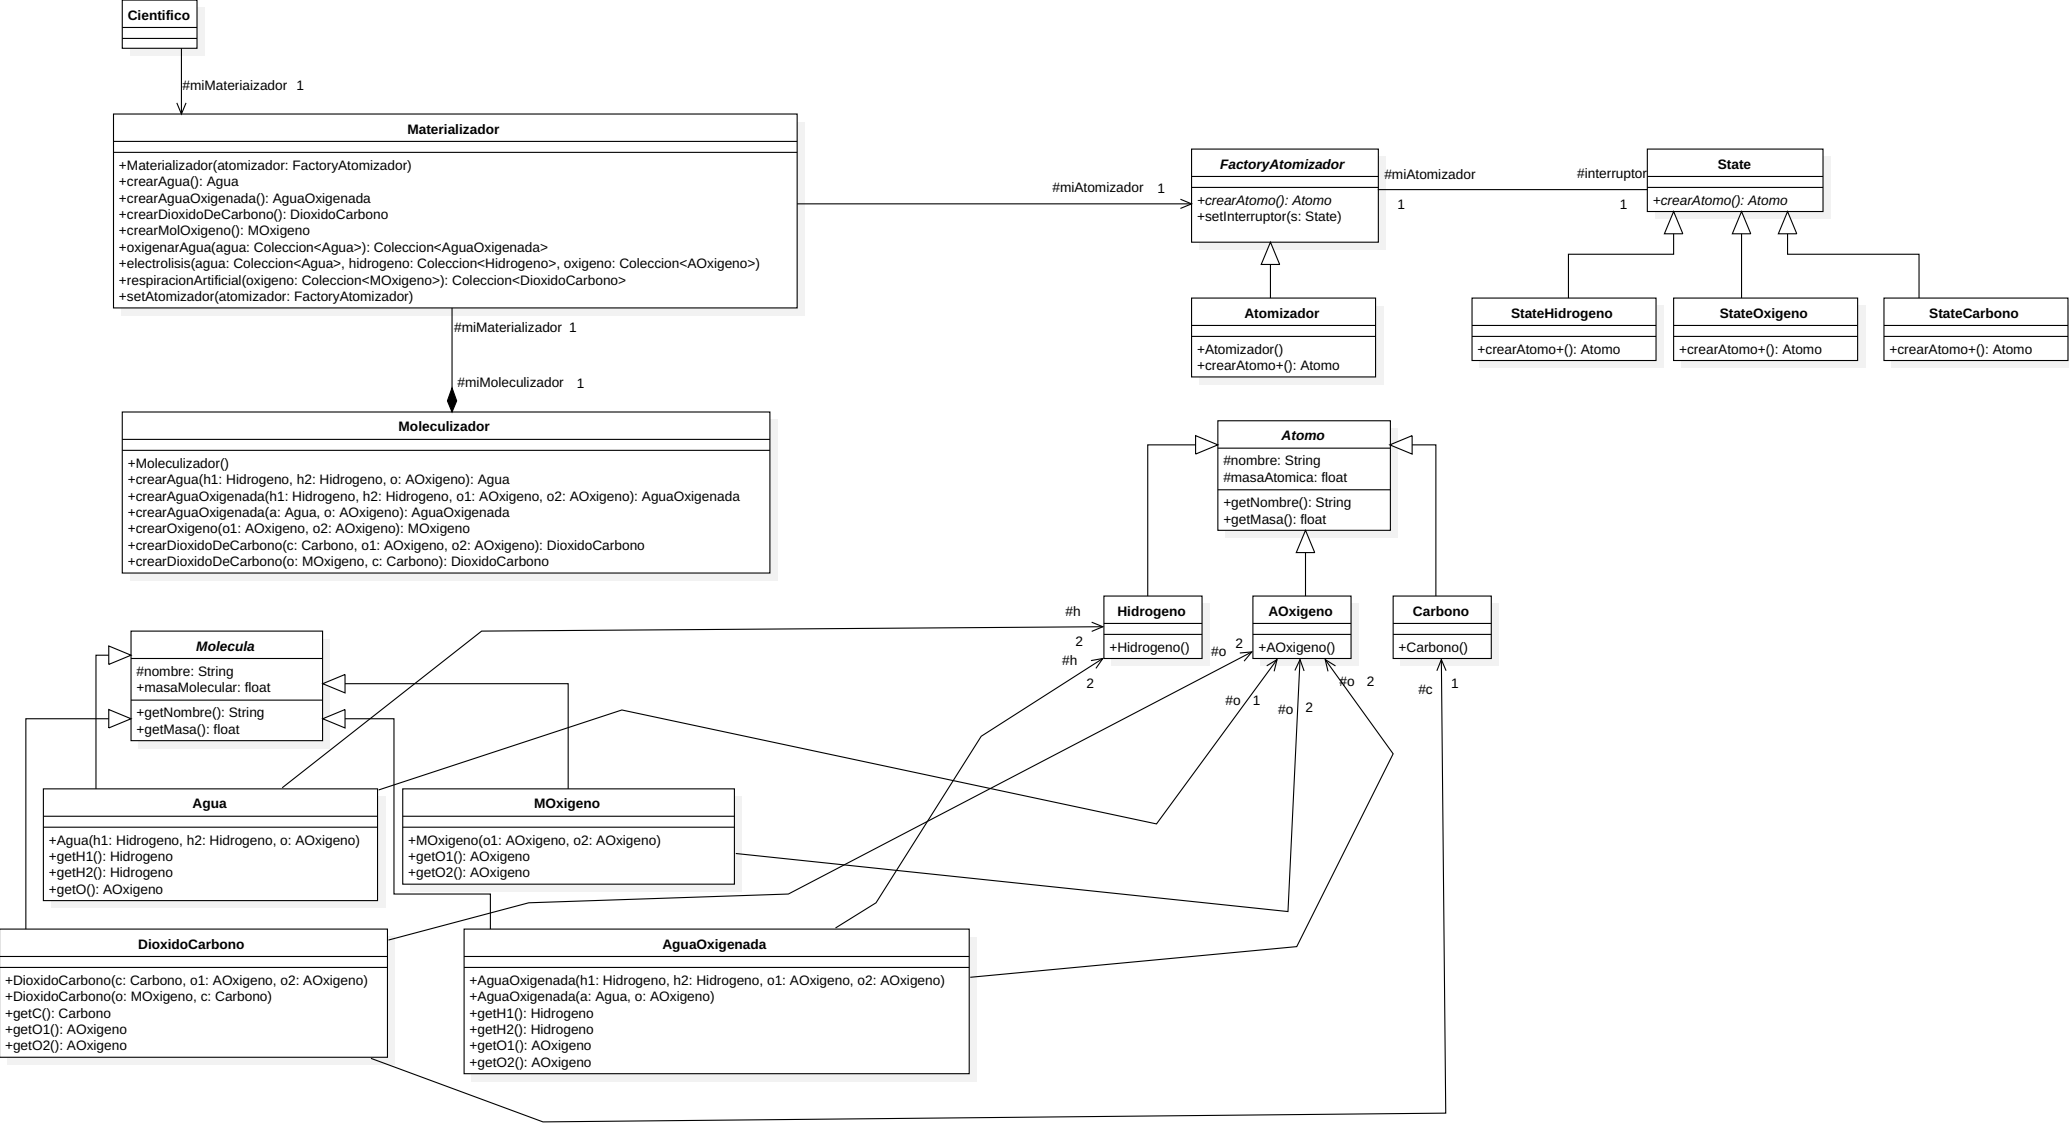 Cientifico
#miMateriaizador 1
Materializador
+Materializador(atomizador: FactoryAtomizador)
+crearAgua(): Agua
+crearAguaOxigenada(): AguaOxigenada
+crearDioxidoDeCarbono(): DioxidoCarbono
+crearMolOxigeno(): MOxigeno
+oxigenarAgua(agua: Coleccion<Agua>): Coleccion<AguaOxigenada>
+electrolisis(agua: Coleccion<Agua>, hidrogeno: Coleccion<Hidrogeno>, oxigeno: Coleccion<AOxigeno>)
+respiracionArtificial(oxigeno: Coleccion<MOxigeno>): Coleccion<DioxidoCarbono>
+setAtomizador(atomizador: FactoryAtomizador)
#miAtomizador 1
FactoryAtomizador
+crearAtomo(): Atomo
+setInterruptor(s: State)
#miAtomizador
1
#interruptor
1
State
+crearAtomo(): Atomo
Atomizador
+Atomizador()
+crearAtomo+(): Atomo
StateHidrogeno
+crearAtomo+(): Atomo
StateOxigeno
+crearAtomo+(): Atomo
StateCarbono
+crearAtomo+(): Atomo
#miMaterializador 1
#miMoleculizador 1
Moleculizador
+Moleculizador()
+crearAgua(h1: Hidrogeno, h2: Hidrogeno, o: AOxigeno): Agua
+crearAguaOxigenada(h1: Hidrogeno, h2: Hidrogeno, o1: AOxigeno, o2: AOxigeno): AguaOxigenada
+crearAguaOxigenada(a: Agua, o: AOxigeno): AguaOxigenada
+crearOxigeno(o1: AOxigeno, o2: AOxigeno): MOxigeno
+crearDioxidoDeCarbono(c: Carbono, o1: AOxigeno, o2: AOxigeno): DioxidoCarbono
+crearDioxidoDeCarbono(o: MOxigeno, c: Carbono): DioxidoCarbono
Atomo
#nombre: String
#masaAtomica: float
+getNombre(): String
+getMasa(): float
Hidrogeno
+Hidrogeno()
AOxigeno
+AOxigeno()
Carbono
+Carbono()
#h
2
#h
2
#o 2
#o 1
#o 2
#o 2
#c 1
Molecula
#nombre: String
+masaMolecular: float
+getNombre(): String
+getMasa(): float
Agua
+Agua(h1: Hidrogeno, h2: Hidrogeno, o: AOxigeno)
+getH1(): Hidrogeno
+getH2(): Hidrogeno
+getO(): AOxigeno
MOxigeno
+MOxigeno(o1: AOxigeno, o2: AOxigeno)
+getO1(): AOxigeno
+getO2(): AOxigeno
DioxidoCarbono
+DioxidoCarbono(c: Carbono, o1: AOxigeno, o2: AOxigeno)
+DioxidoCarbono(o: MOxigeno, c: Carbono)
+getC(): Carbono
+getO1(): AOxigeno
+getO2(): AOxigeno
AguaOxigenada
+AguaOxigenada(h1: Hidrogeno, h2: Hidrogeno, o1: AOxigeno, o2: AOxigeno)
+AguaOxigenada(a: Agua, o: AOxigeno)
+getH1(): Hidrogeno
+getH2(): Hidrogeno
+getO1(): AOxigeno
+getO2(): AOxigeno